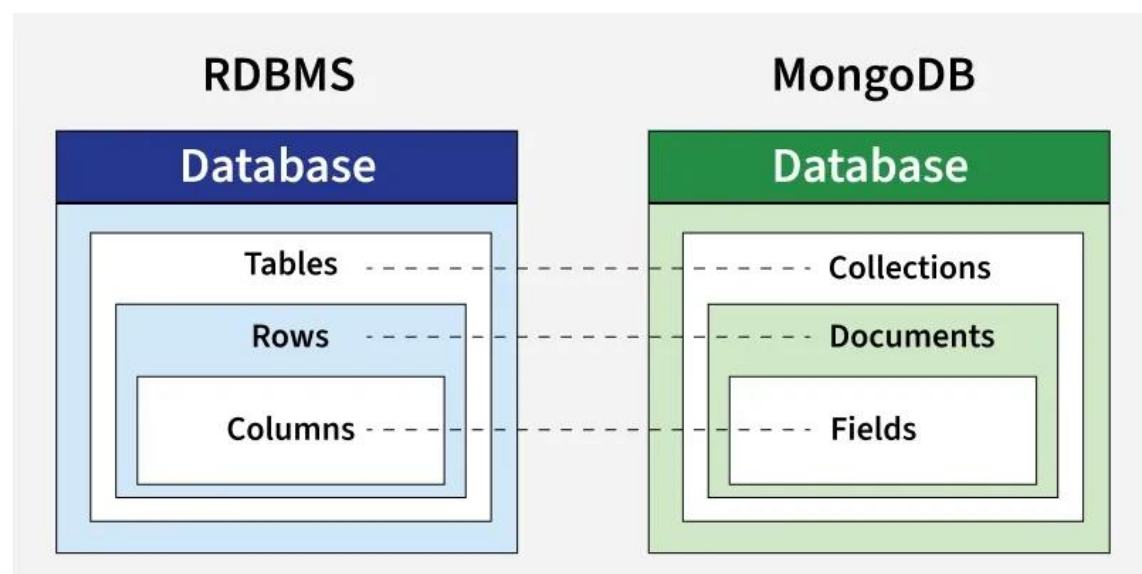 RDBMS
Database
Tables
Rows
Columns
MongoDB
Database
Collections
Documents
Fields